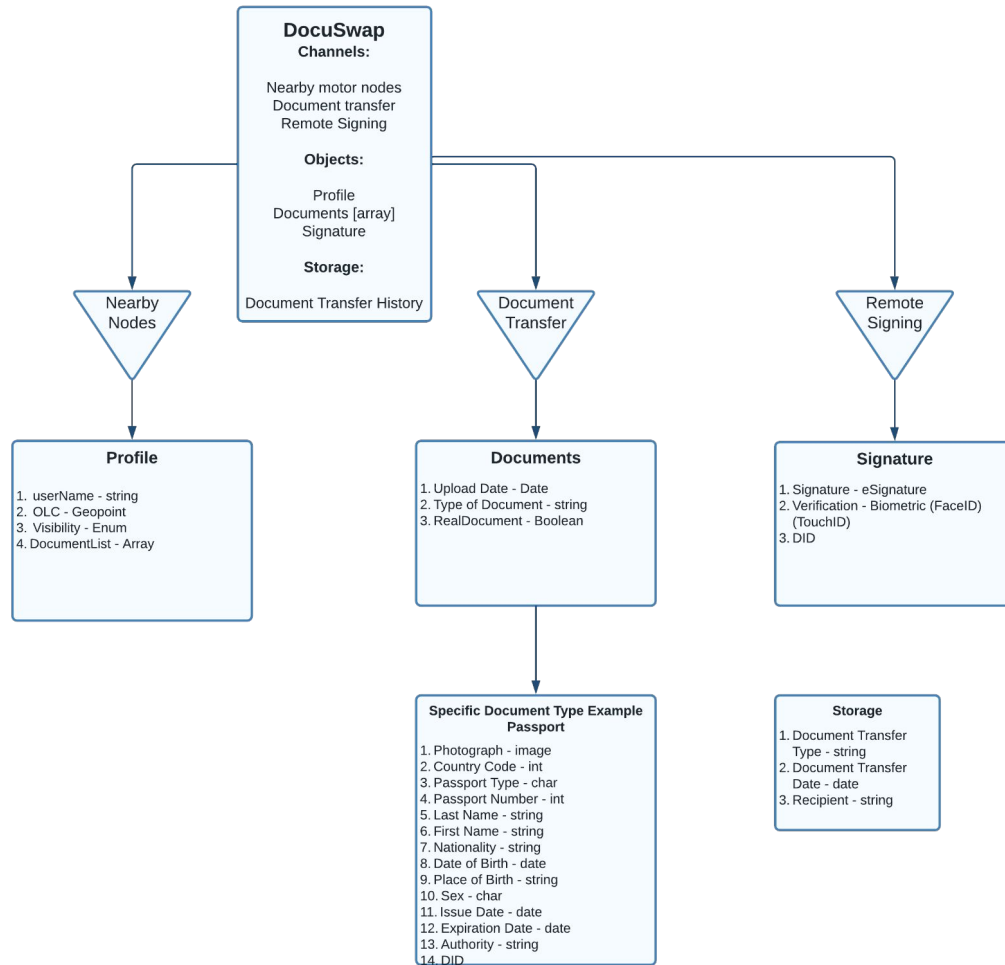 DocuSwap
Channels:
Nearby motor nodes
Document transfer
Remote Signing
Objects:
Profile
Documents [array]
Signature
Storage:
Document Transfer History
Nearby
Nodes
Document
Transfer
Remote
Signing
Profile
1. userName - string
2. OLC - Geopoint
3. Visibility - Enum
4. DocumentList - Array
Documents
1. Upload Date - Date
2. Type of Document - string
3. RealDocument - Boolean
Signature
1. Signature - eSignature
2. Verification - Biometric (FaceID)
(TouchID)
3. DID
Specific Document Type Example
Passport
1. Photograph - image
2. Country Code - int
3. Passport Type - char
4. Passport Number - int
5. Last Name - string
6. First Name - string
7. Nationality - string
8. Date of Birth - date
9. Place of Birth - string
10. Sex - char
11. Issue Date - date
12. Expiration Date - date
13. Authority - string
14. DID
Storage
1. Document Transfer
Type - string
2. Document Transfer
Date - date
3. Recipient - string